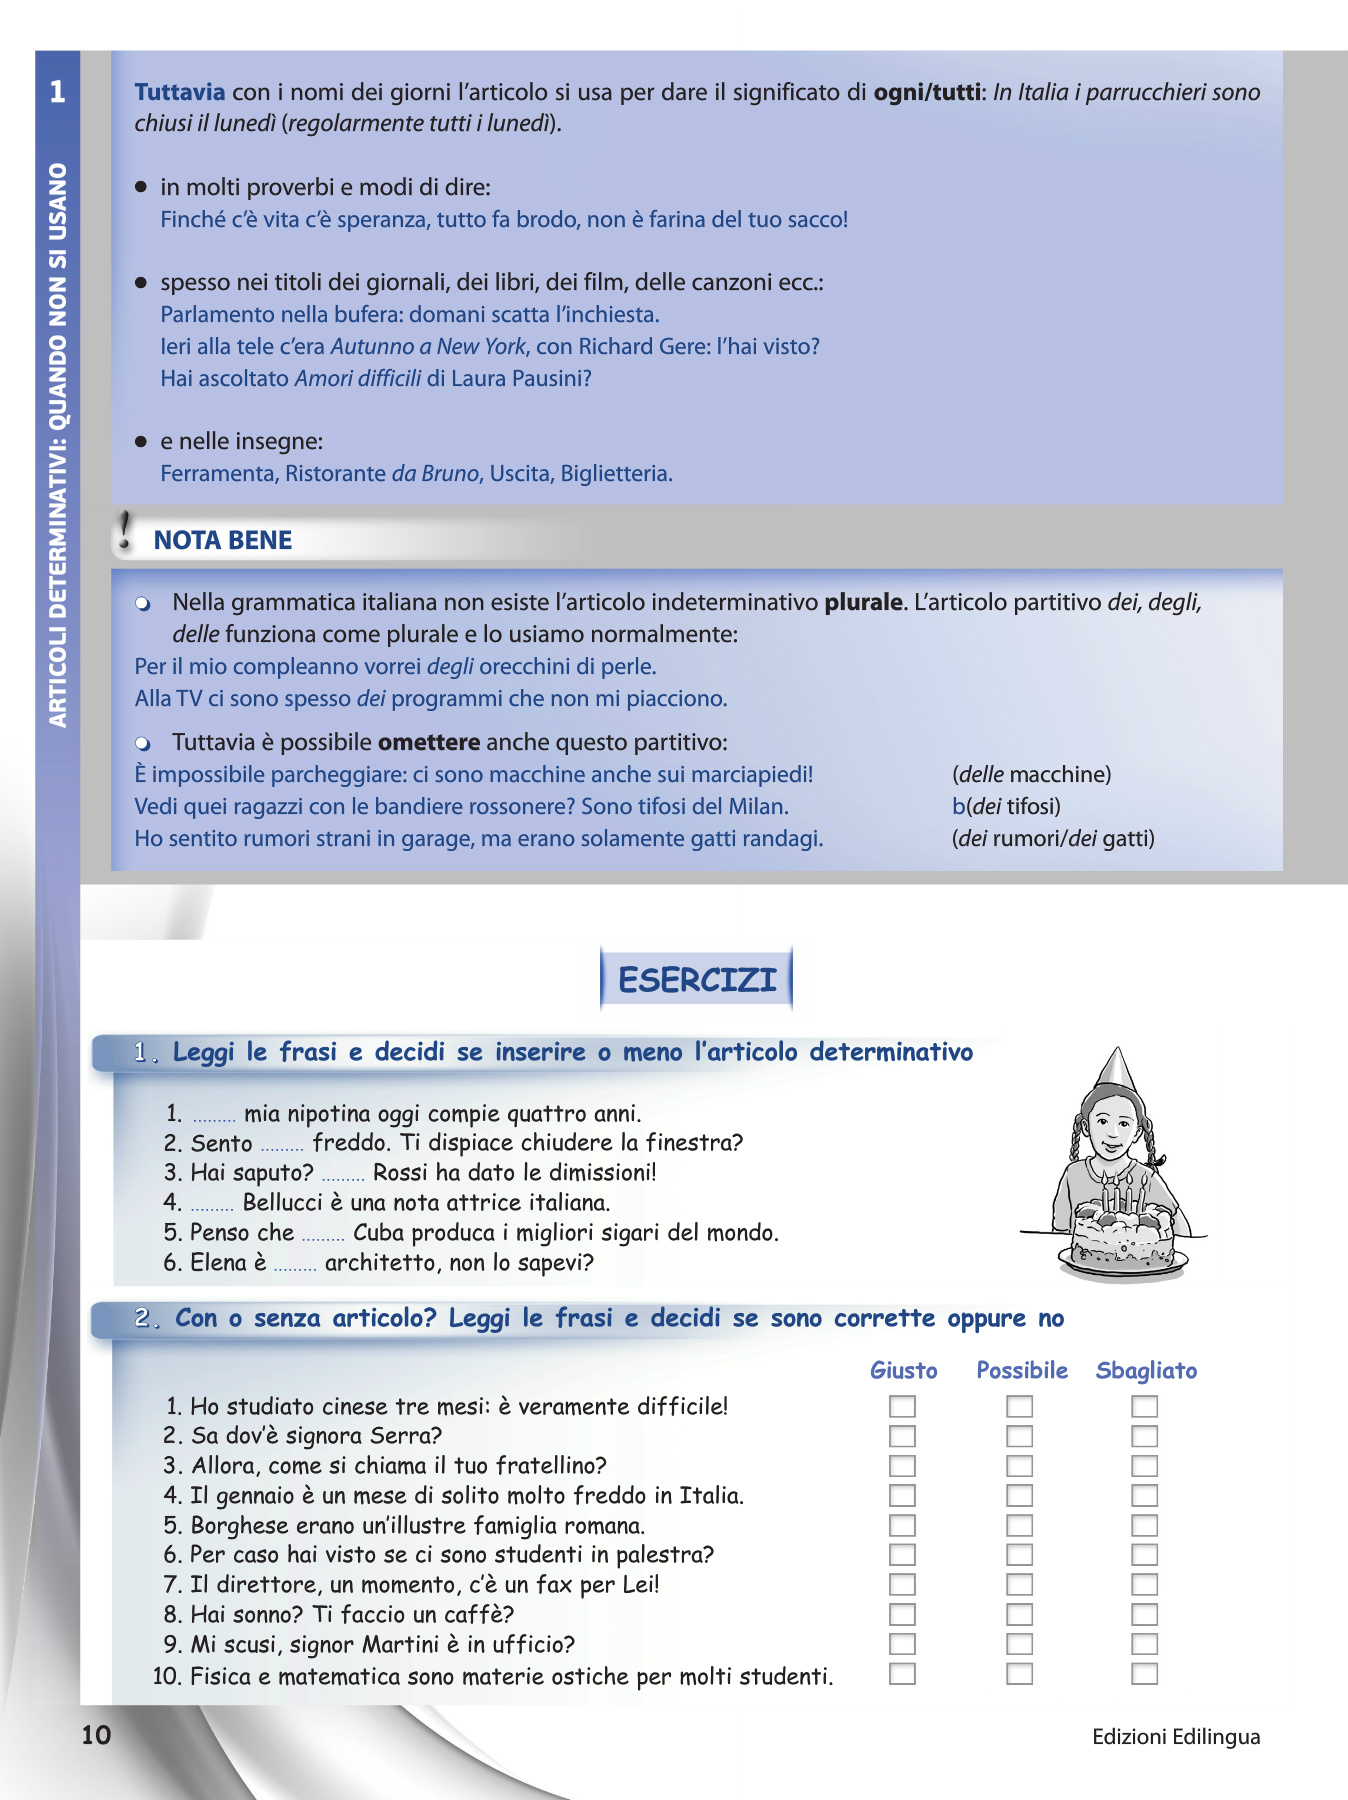 1
ARTICOLI DETERMINATIVI: QUANDO NON SI USANO
Tuttavia con i nomi dei giorni l'articolo si usa per dare il significato di ogni/tutti: In Italia i parrucchieri sono
chiusi il lunedì (regolarmente tutti i lunedì).
● in molti proverbi e modi di dire:
Finché c'è vita c'è speranza, tutto fa brodo, non è farina del tuo sacco!
● spesso nei titoli dei giornali, dei libri, dei film, delle canzoni ecc.:
Parlamento nella bufera: domani scatta l'inchiesta.
Ieri alla tele c'era Autunno a New York, con Richard Gere: l'hai visto?
Hai ascoltato Amori difficili di Laura Pausini?
● e nelle insegne:
Ferramenta, Ristorante da Bruno, Uscita, Biglietteria.
! NOTA BENE
Nella grammatica italiana non esiste l'articolo indeterminativo plurale. L'articolo partitivo dei, degli,
delle funziona come plurale e lo usiamo normalmente:
Per il mio compleanno vorrei degli orecchini di perle.
Alla TV ci sono spesso dei programmi che non mi piacciono.
Tuttavia è possibile omettere anche questo partitivo:
È impossibile parcheggiare: ci sono macchine anche sui marciapiedi! (delle macchine)
Vedi quei ragazzi con le bandiere rossonere? Sono tifosi del Milan. b(dei tifosi)
Ho sentito rumori strani in garage, ma erano solamente gatti randagi. (dei rumori/dei gatti)
ESERCIZI
1. Leggi le frasi e decidi se inserire o meno l'articolo determinativo
1. ......... mia nipotina oggi compie quattro anni.
2. Sento ......... freddo. Ti dispiace chiudere la finestra?
3. Hai saputo? ......... Rossi ha dato le dimissioni!
4. ......... Bellucci è una nota attrice italiana.
5. Penso che ......... Cuba produca i migliori sigari del mondo.
6. Elena è ......... architetto, non lo sapevi?
2. Con o senza articolo? Leggi le frasi e decidi se sono corrette oppure no
Giusto Possibile Sbagliato
1. Ho studiato cinese tre mesi: è veramente difficile!
2. Sa dov'è signora Serra?
3. Allora, come si chiama il tuo fratellino?
4. Il gennaio è un mese di solito molto freddo in Italia.
5. Borghese erano un'illustre famiglia romana.
6. Per caso hai visto se ci sono studenti in palestra?
7. Il direttore, un momento, c'è un fax per Lei!
8. Hai sonno? Ti faccio un caffè?
9. Mi scusi, signor Martini è in ufficio?
10. Fisica e matematica sono materie ostiche per molti studenti.
10
Edizioni Edilingua